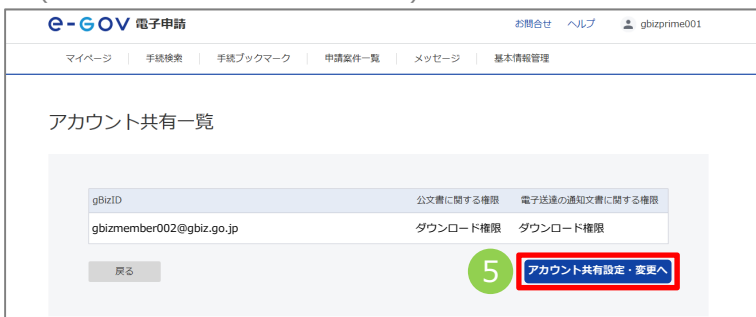 e-GOV 電子申請 お問合せ ヘルプ gbizprime001
マイページ 手続検索 手続ブックマーク 申請案件一覧 メッセージ 基本情報管理
アカウント共有一覧
gBizID 公文書に関する権限 電子送達の通知文書に関する権限
gbizmember002@gbiz.go.jp ダウンロード権限 ダウンロード権限
戻る 5 アカウント共有設定・変更へ